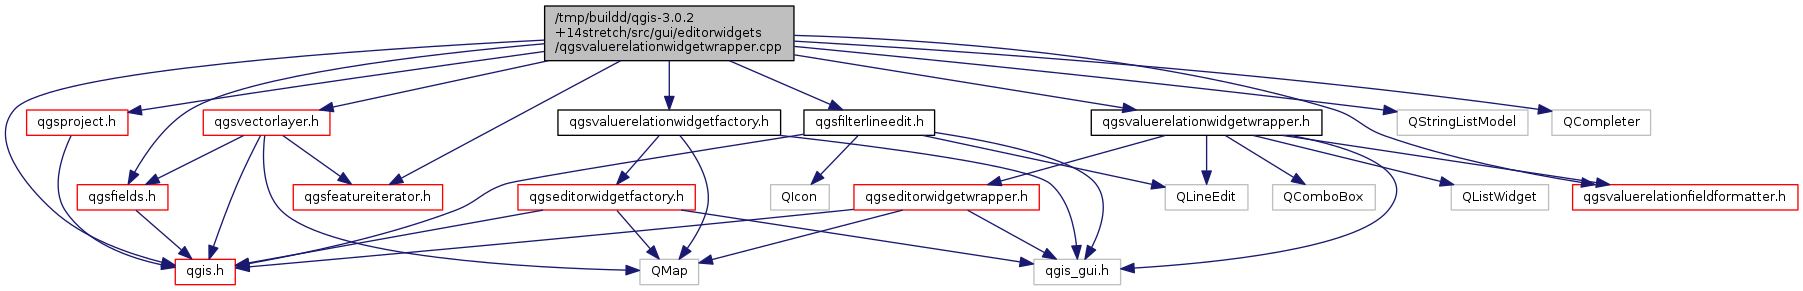 /tmp/buildd/qgis-3.0.2
+14stretch/src/gui/editorwidgets
/qgsvaluerelationwidgetwrapper.cpp
qgsproject.h
qgsvectorlayer.h
qgsvaluerelationwidgetfactory.h
qgsfilterlineedit.h
qgsvaluerelationwidgetwrapper.h
QStringListModel
QCompleter
qgsfields.h
qgsfeatureiterator.h
qgseditorwidgetfactory.h
QIcon
qgseditorwidgetwrapper.h
QLineEdit
QComboBox
QListWidget
qgsvaluerelationfieldformatter.h
qgis.h
QMap
qgis_gui.h